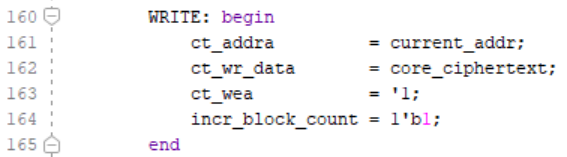 160 WRITE: begin
161 ct_addra = current_addr;
162 ct_wr_data = core_ciphertext;
163 ct_wea = '1;
164 incr_block_count = 1'b1;
165 end